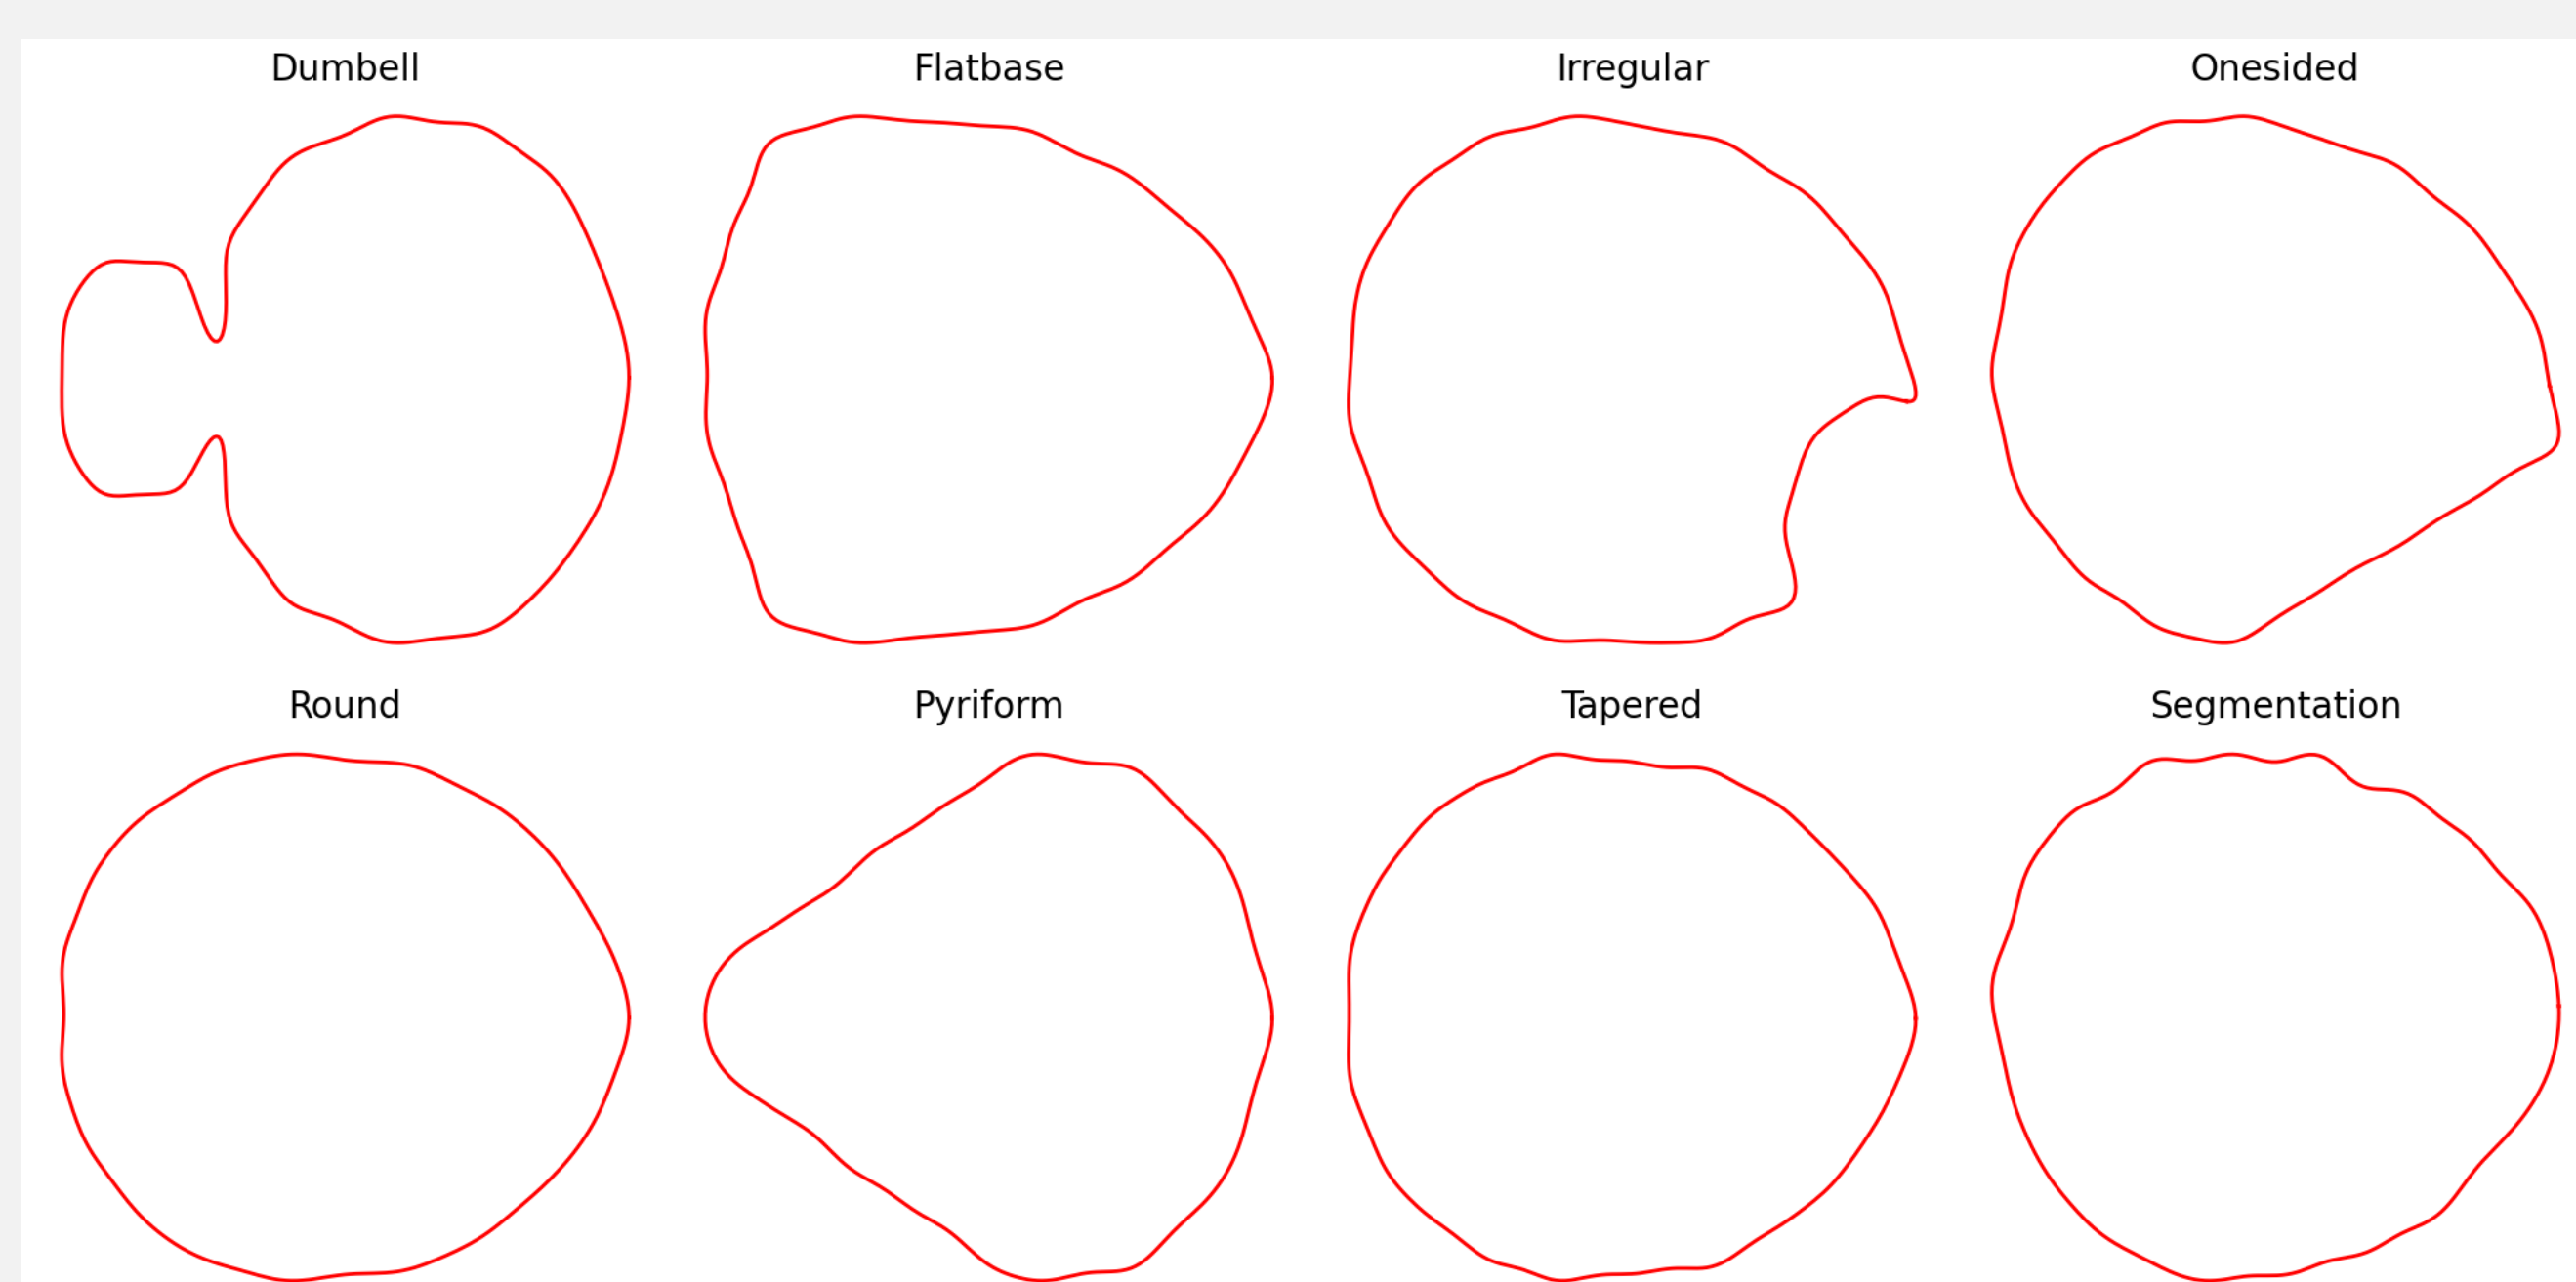 Dumbell
Flatbase
Irregular
Onesided
Round
Pyriform
Tapered
Segmentation